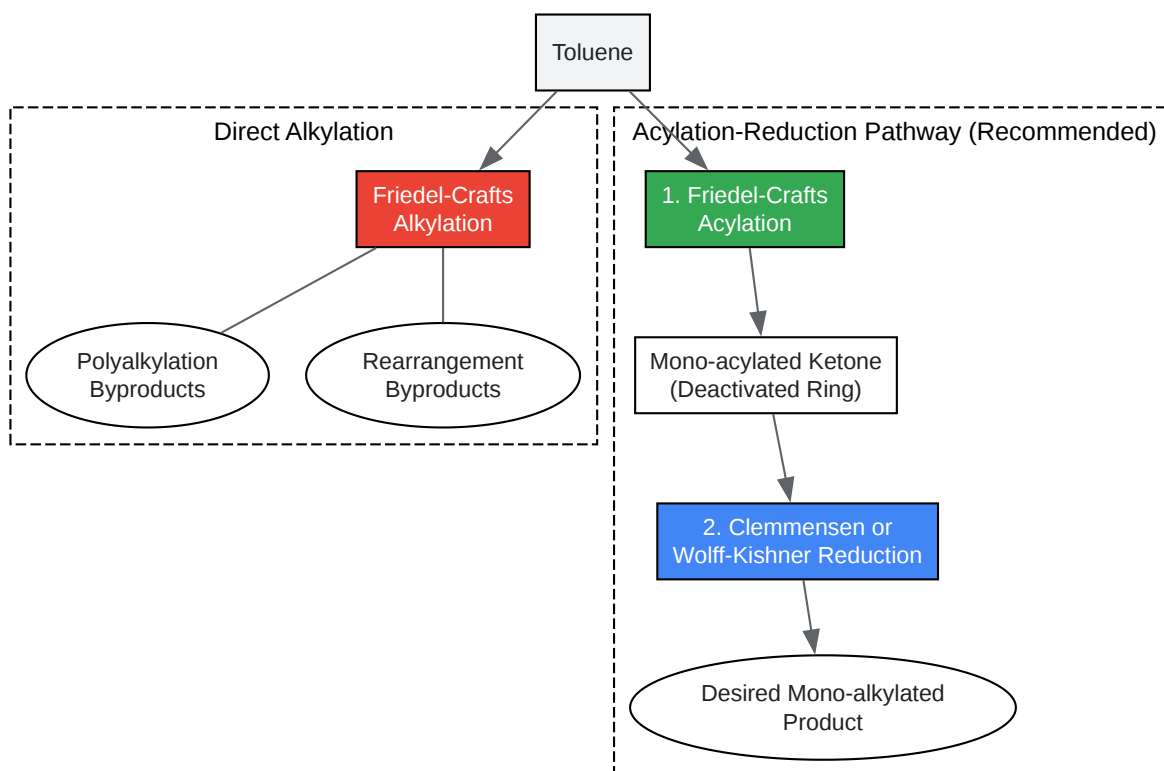 Toluene
Direct Alkylation
Acylation-Reduction Pathway (Recommended)
Friedel-Crafts
Alkylation
1. Friedel-Crafts
Acylation
Polyalkylation
Byproducts
Rearrangement
Byproducts
Mono-acylated Ketone
(Deactivated Ring)
2. Clemmensen or
Wolff-Kishner Reduction
Desired Mono-alkylated
Product